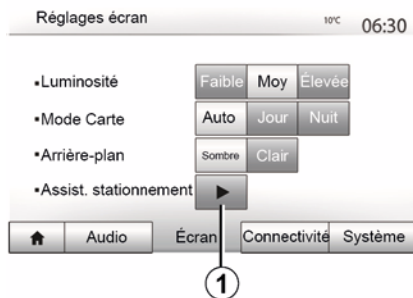 Réglages écran 10°C 06:30
▪Luminosité Faible Moy Élevée
▪Mode Carte Auto Jour Nuit
▪Arrière-plan Sombre Clair
▪Assist. stationnement
Audio Écran Connectivité Système
1